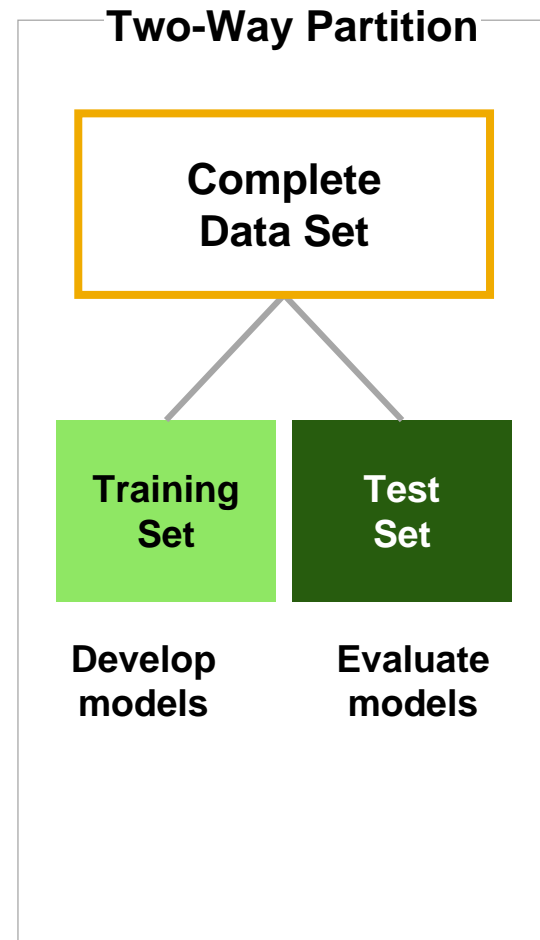 Two-Way Partition
Complete
Data Set
Training
Set
Test
Set
Develop
models
Evaluate
models